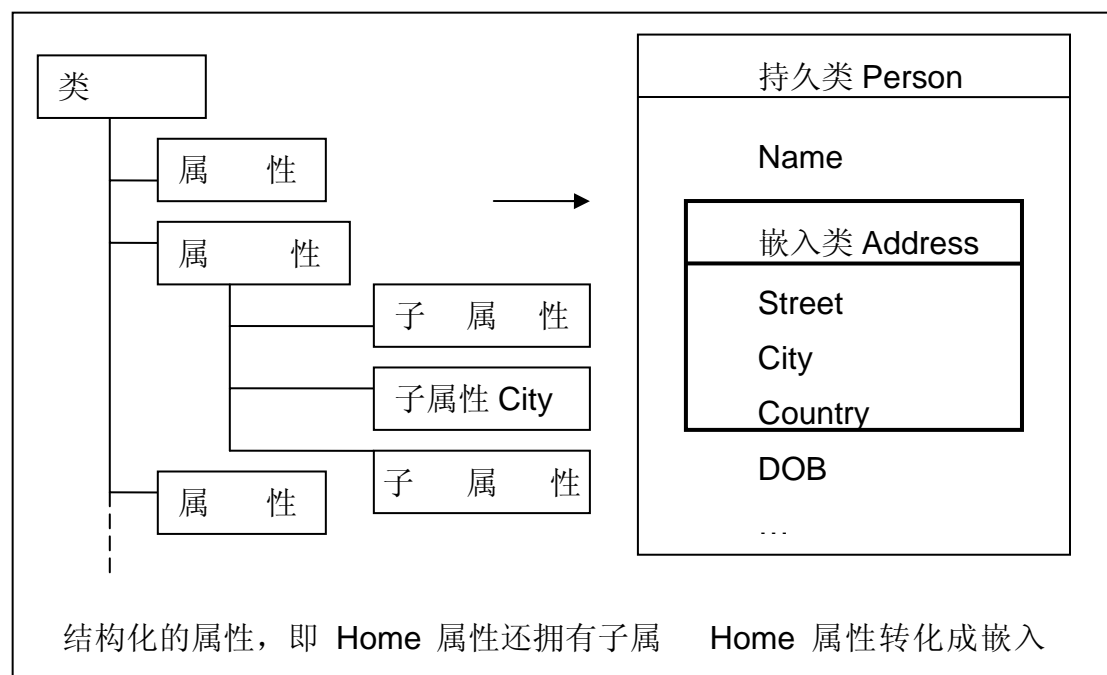 类
属 性
属 性
子 属 性
子属性 City
子 属 性
属 性
持久类 Person
Name
嵌入类 Address
Street
City
Country
DOB
...
结构化的属性，即 Home 属性还拥有子属
Home 属性转化成嵌入